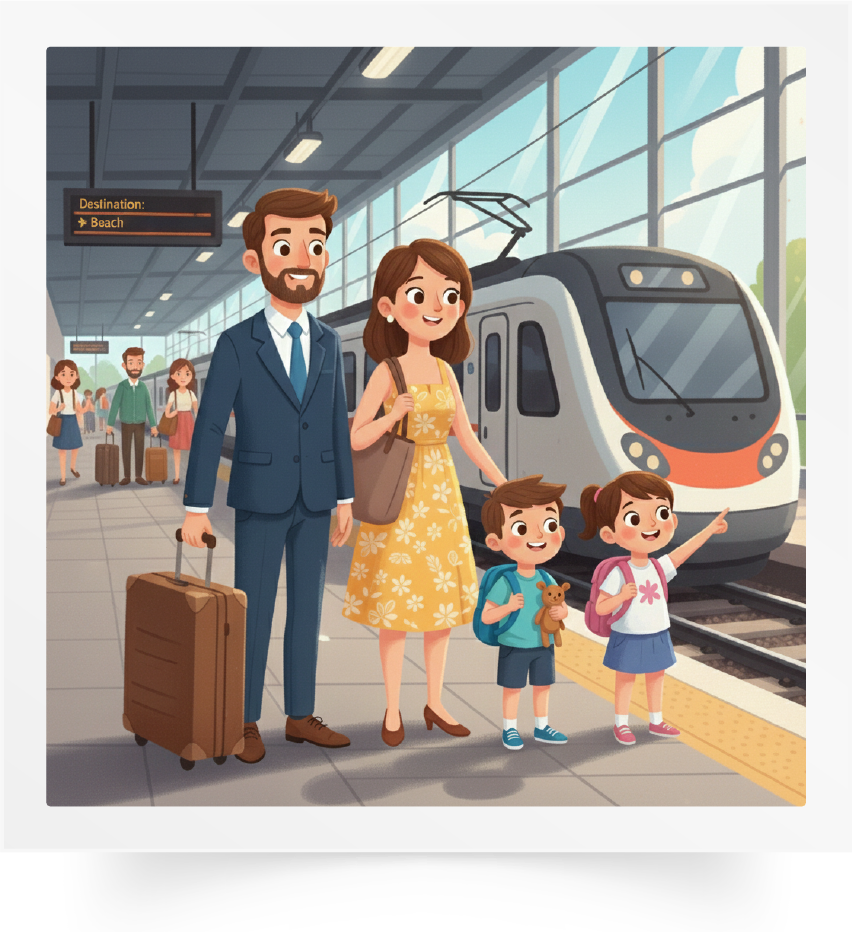 Destination:
✈ Beach